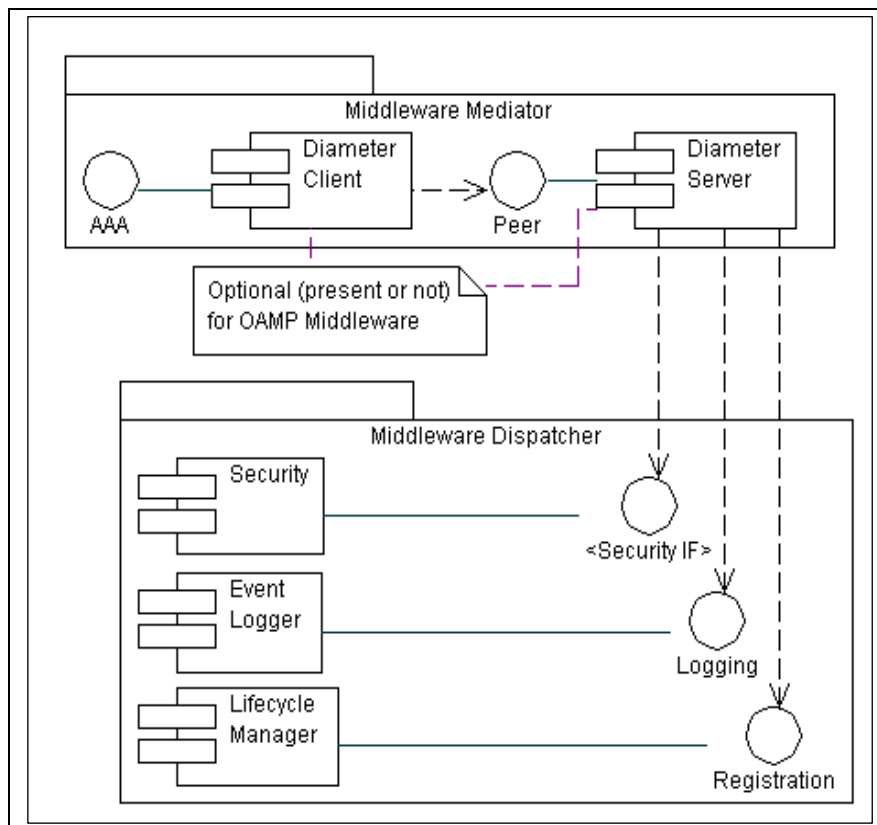 Middleware Mediator
Diameter
Client
Diameter
Server
AAA
Peer
Optional (present or not)
for OAMP Middleware
Middleware Dispatcher
Security
<Security IF>
Event
Logger
Logging
Lifecycle
Manager
Registration